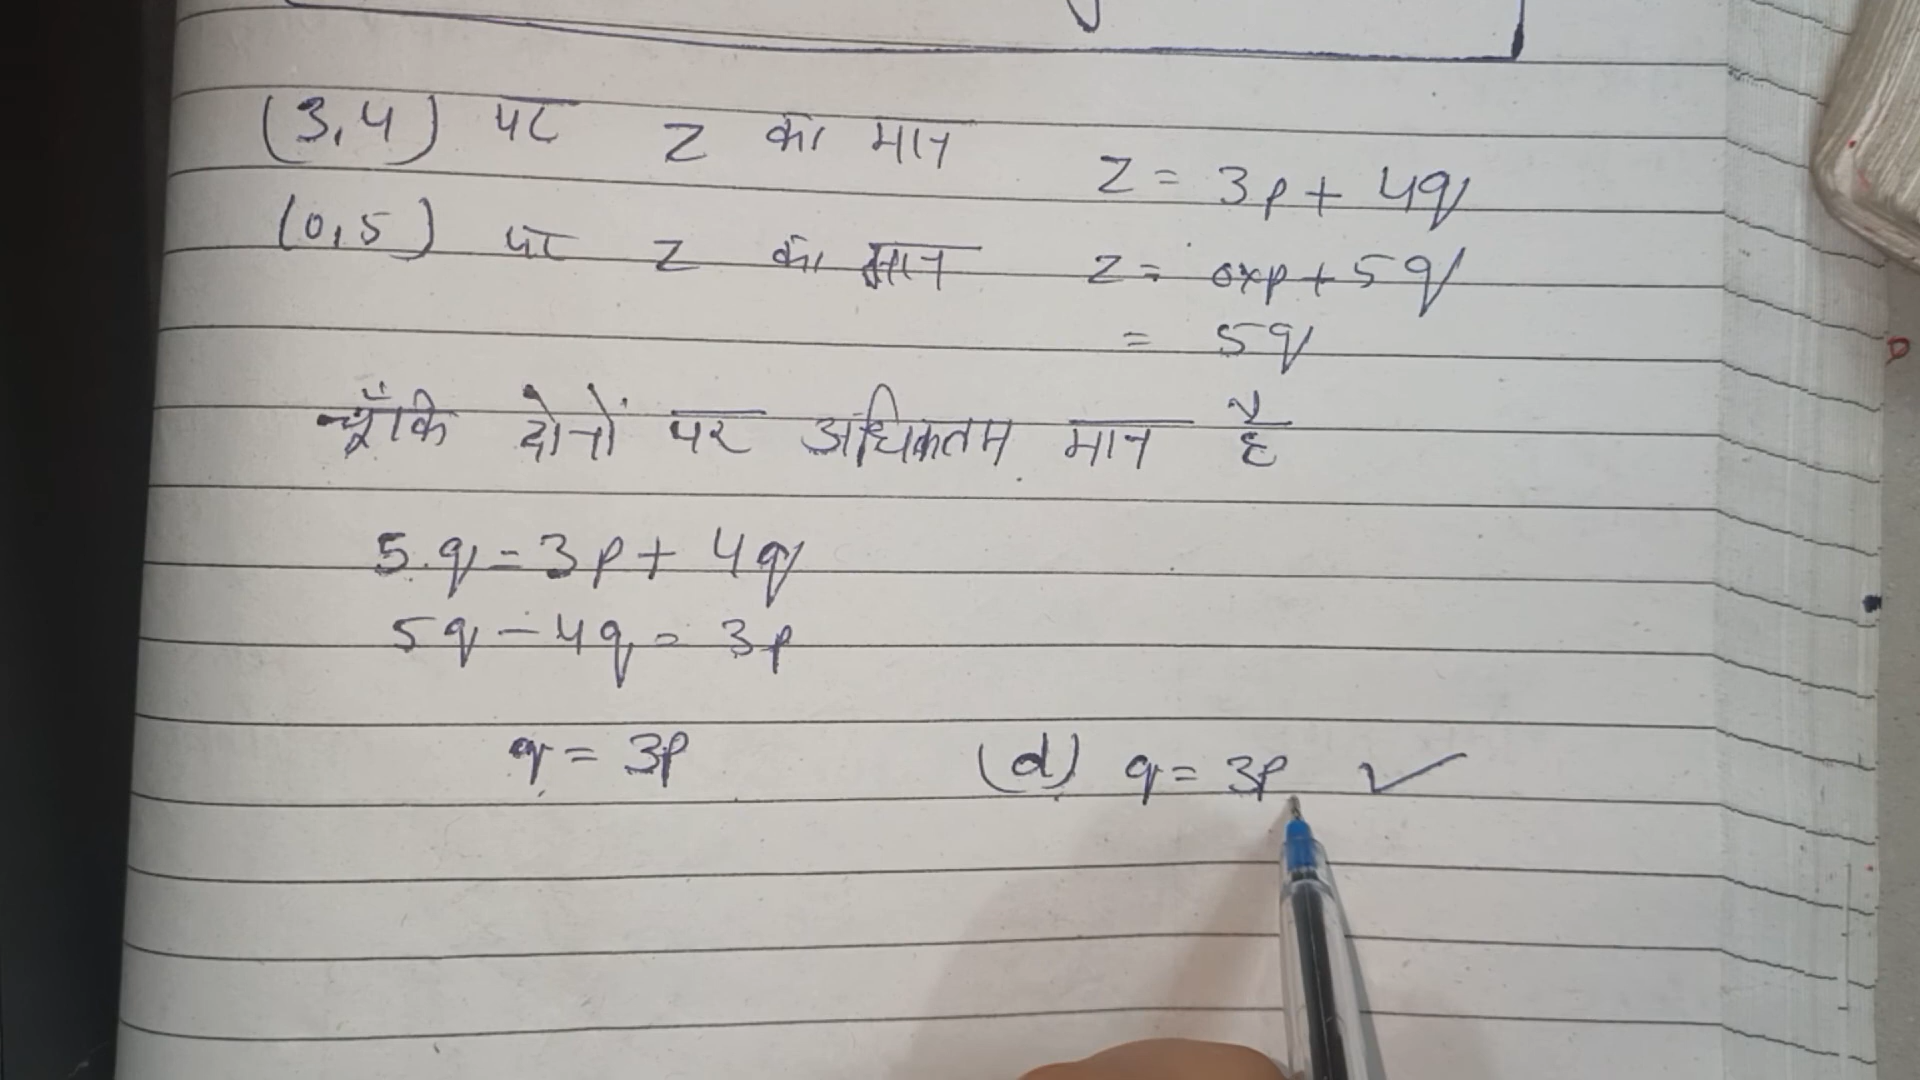 (3,4) पर Z का मान Z = 3p + 4q
(0,5) पर Z का मान Z = 0xp + 5q
= 5q
चूँकि दोनों पर अधिकतम मान है
5.q = 3p + 4q
5q - 4q = 3p
q = 3p (d) q = 3p ✓